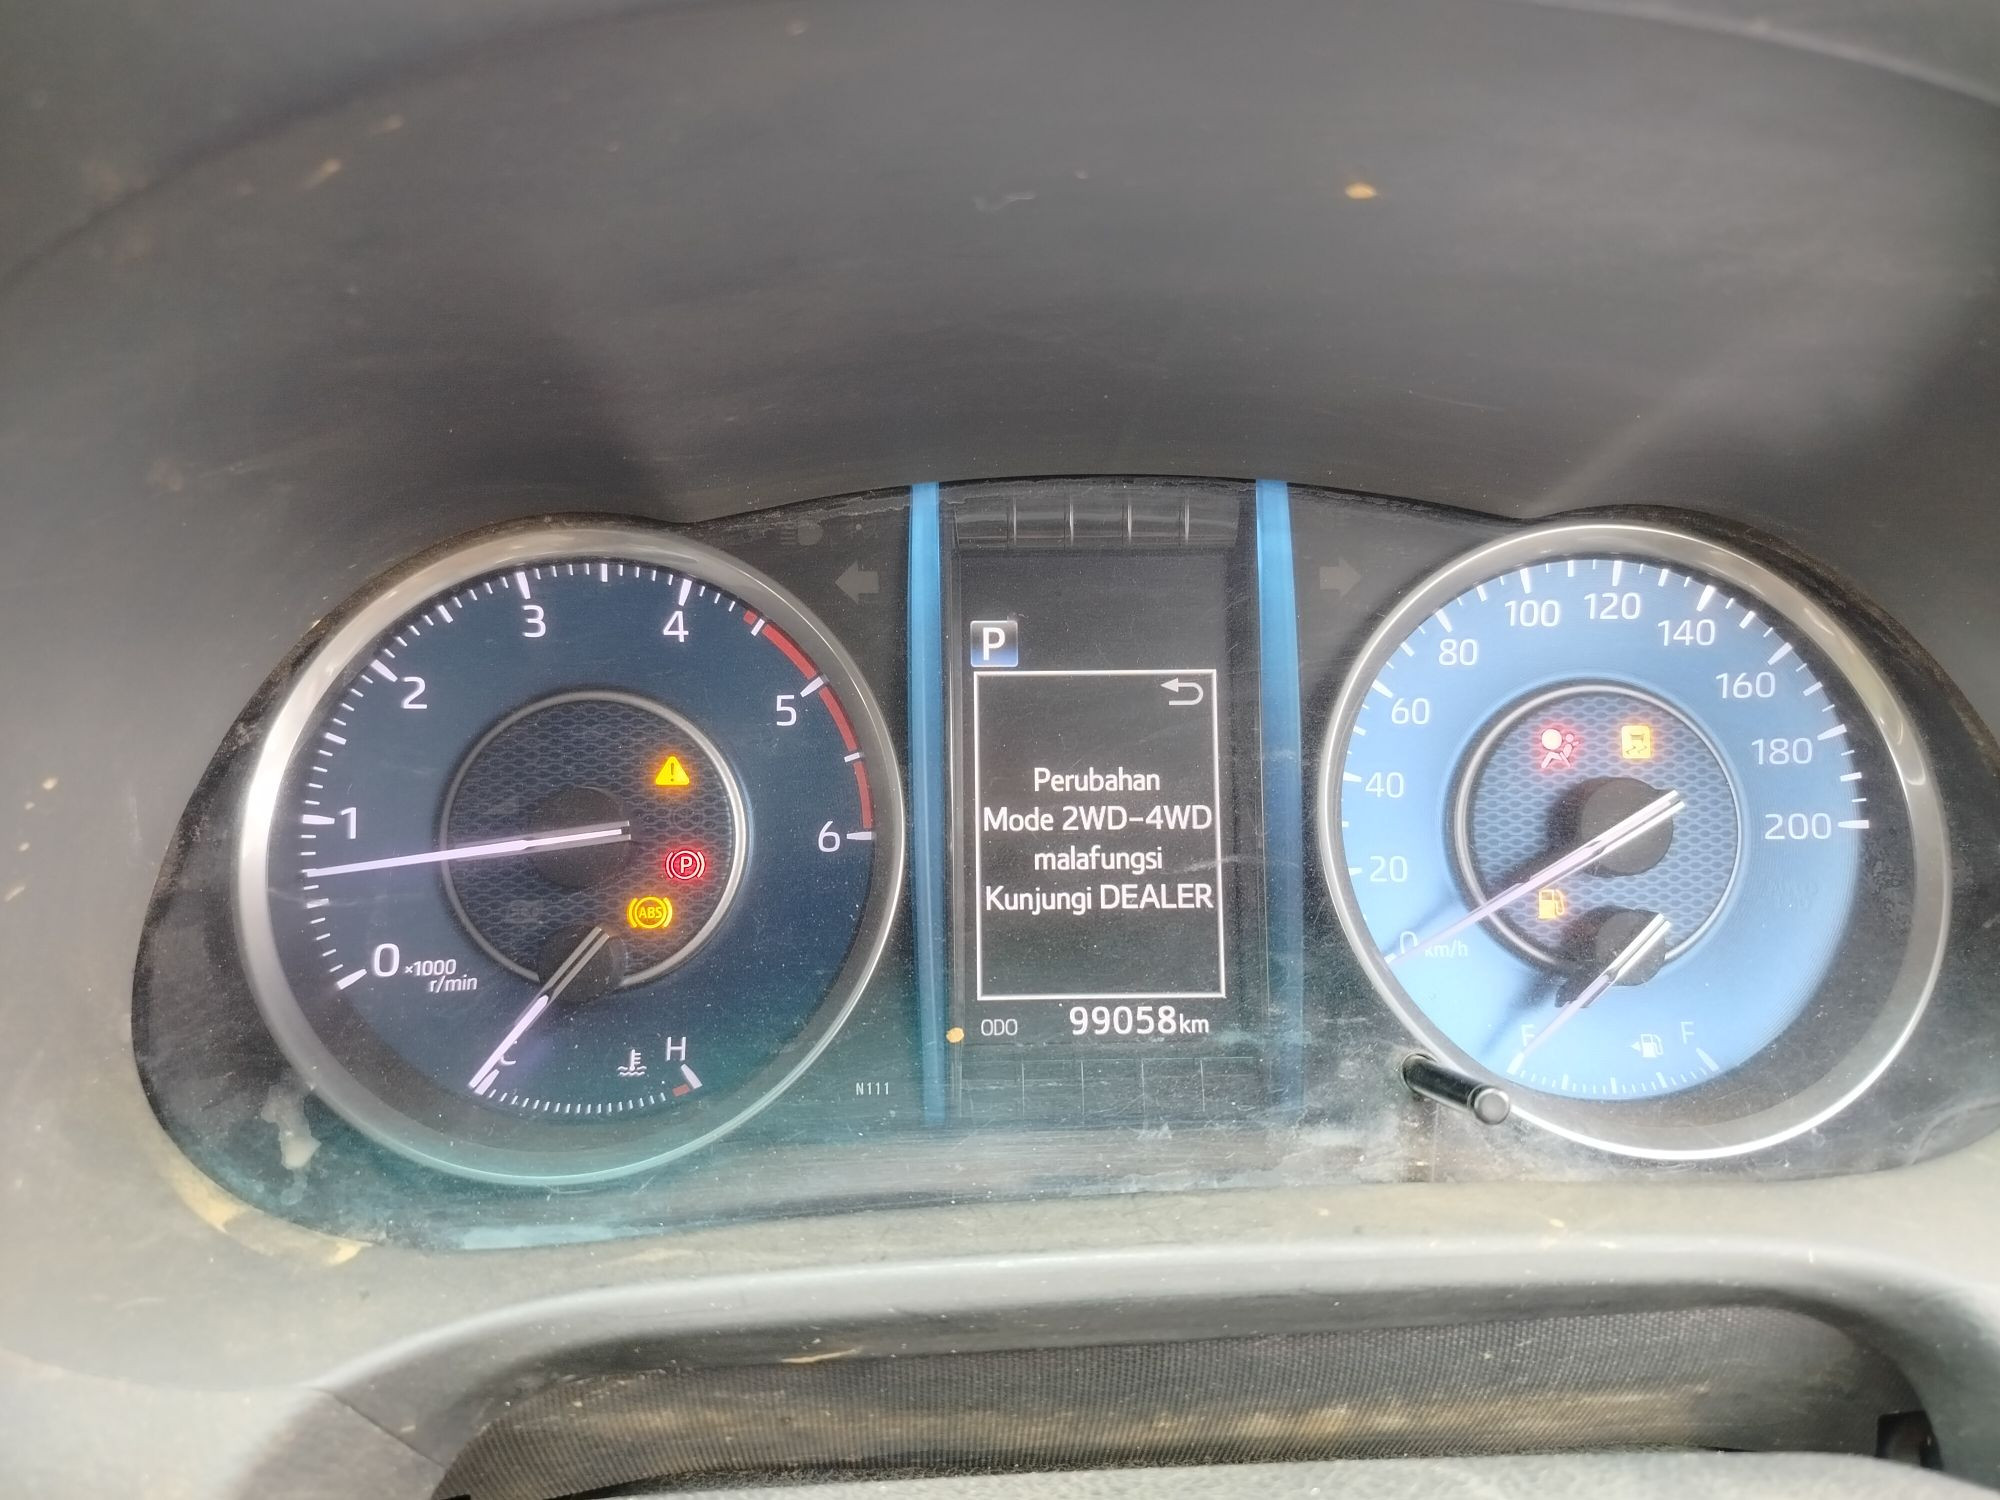 3
4
2
5
1
6
0
×1000
r/min
C
H
P
ABS
N111
P
Perubahan
Mode 2WD-4WD
malafungsi
Kunjungi DEALER
ODO 99058km
100
120
80
140
60
160
40
180
20
200
0
km/h
F